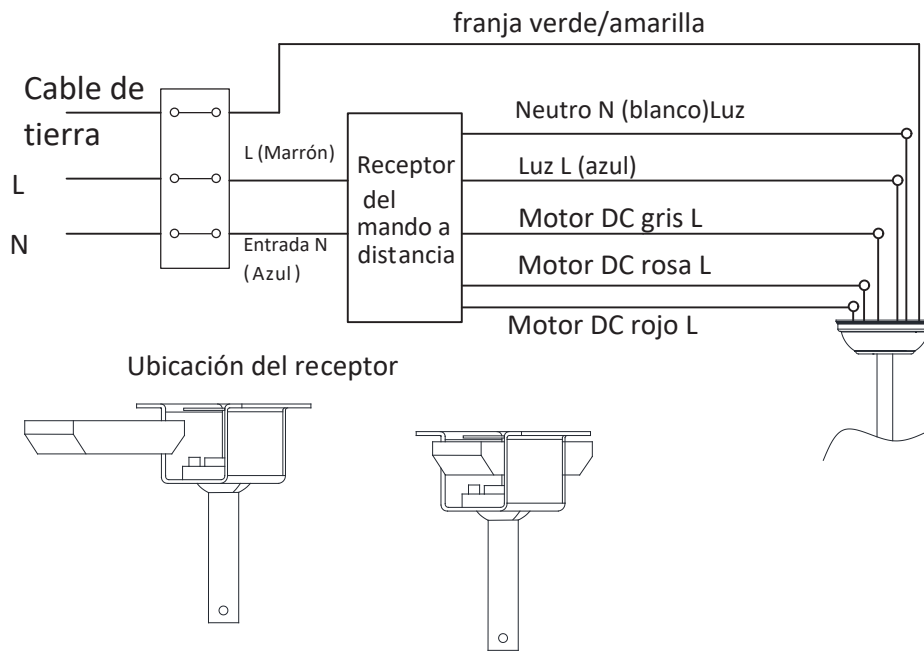 franja verde/amarilla
Cable de
tierra
L
N
L (Marrón)
Entrada N
(Azul)
Receptor
del
mando a
distancia
Neutro N (blanco)Luz
Luz L (azul)
Motor DC gris L
Motor DC rosa L
Motor DC rojo L
Ubicación del receptor